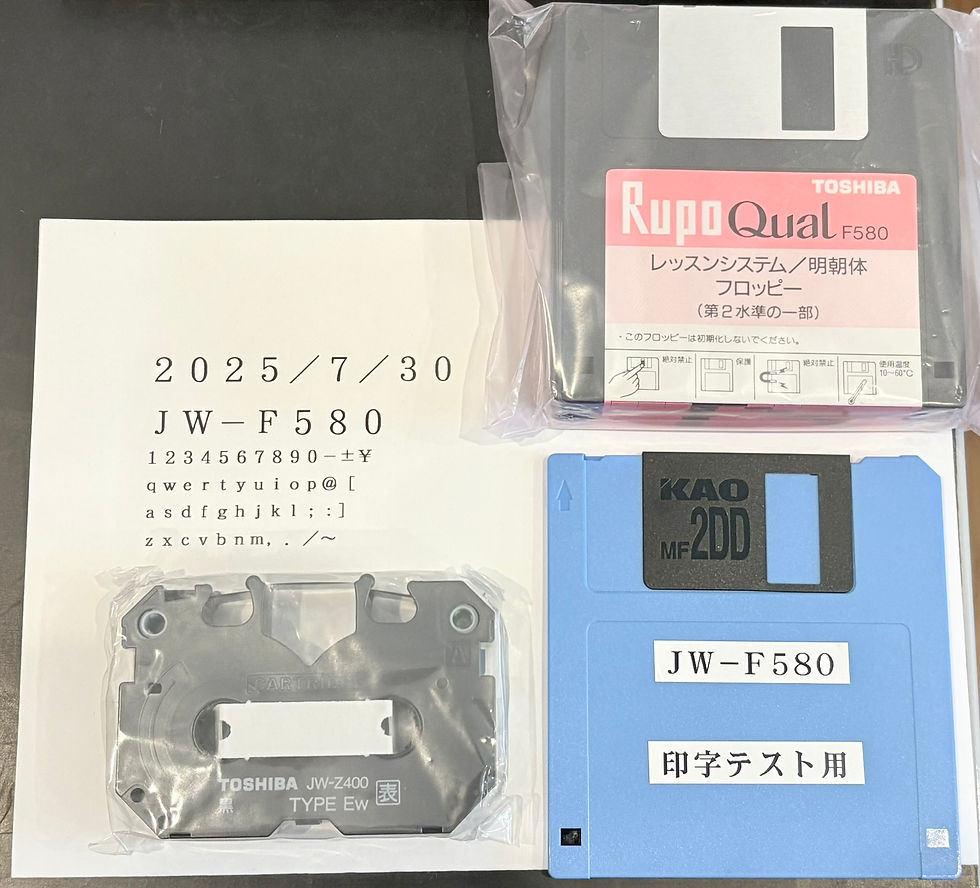 HD
TOSHIBA
Rupo Qual F580
レッスンシステム／明朝体
フロッピー
（第2水準の一部）
・このフロッピーは初期化しないでください。
絶対禁止
保護
絶対禁止
使用温度
10〜60℃
２０２５／７／３０
ＪＷ－Ｆ５８０
１２３４５６７８９０－±￥
ｑｗｅｒｔｙｕｉｏｐ＠［
ａｓｄｆｇｈｊｋｌ；：］
ｚｘｃｖｂｎｍ，．／～
KAO
MF2DD
JW−F580
印字テスト用
A
TOSHIBA JW-Z400
黒 TYPE Ew 表